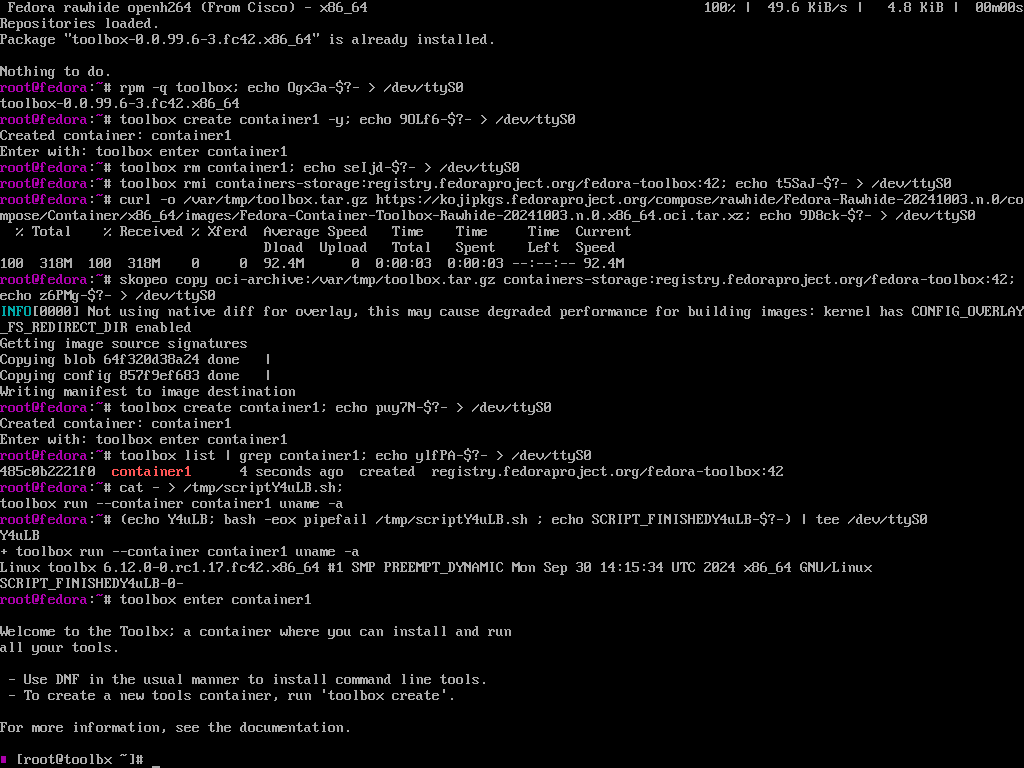 Fedora rawhide openh264 (From Cisco) - x86_64 100% | 49.6 KiB/s | 4.8 KiB | 00m00s
Repositories loaded.
Package "toolbox-0.0.99.6-3.fc42.x86_64" is already installed.
Nothing to do.
root@fedora:~# rpm -q toolbox; echo Ogx3a-$?- > /dev/ttyS0
toolbox-0.0.99.6-3.fc42.x86_64
root@fedora:~# toolbox create container1 -y; echo 9OLf6-$?- > /dev/ttyS0
Created container: container1
Enter with: toolbox enter container1
root@fedora:~# toolbox rm container1; echo seIjd-$?- > /dev/ttyS0
root@fedora:~# toolbox rmi containers-storage:registry.fedoraproject.org/fedora-toolbox:42; echo t5SaJ-$?- > /dev/ttyS0
root@fedora:~# curl -o /var/tmp/toolbox.tar.gz https://kojipkgs.fedoraproject.org/compose/rawhide/Fedora-Rawhide-20241003.n.0/co
mpose/Container/x86_64/images/Fedora-Container-Toolbox-Rawhide-20241003.n.0.x86_64.oci.tar.xz; echo 9D8ck-$?- > /dev/ttyS0
% Total % Received % Xferd Average Speed Time Time Time Current
Dload Upload Total Spent Left Speed
100 318M 100 318M 0 0 92.4M 0 0:00:03 0:00:03 --:--:-- 92.4M
root@fedora:~# skopeo copy oci-archive:/var/tmp/toolbox.tar.gz containers-storage:registry.fedoraproject.org/fedora-toolbox:42;
echo z6PMg-$?- > /dev/ttyS0
INFO[0000] Not using native diff for overlay, this may cause degraded performance for building images: kernel has CONFIG_OVERLAY
_FS_REDIRECT_DIR enabled
Getting image source signatures
Copying blob 64f320d38a24 done |
Copying config 857f9ef683 done |
Writing manifest to image destination
root@fedora:~# toolbox create container1; echo puy7N-$?- > /dev/ttyS0
Created container: container1
Enter with: toolbox enter container1
root@fedora:~# toolbox list | grep container1; echo ylfPA-$?- > /dev/ttyS0
485c0b2221f0 container1 4 seconds ago created registry.fedoraproject.org/fedora-toolbox:42
root@fedora:~# cat - > /tmp/scriptY4uLB.sh;
toolbox run --container container1 uname -a
root@fedora:~# (echo Y4uLB; bash -eox pipefail /tmp/scriptY4uLB.sh ; echo SCRIPT_FINISHEDY4uLB-$?-) | tee /dev/ttyS0
Y4uLB
+ toolbox run --container container1 uname -a
Linux toolbx 6.12.0-0.rc1.17.fc42.x86_64 #1 SMP PREEMPT_DYNAMIC Mon Sep 30 14:15:34 UTC 2024 x86_64 GNU/Linux
SCRIPT_FINISHEDY4uLB-0-
root@fedora:~# toolbox enter container1
Welcome to the Toolbx; a container where you can install and run
all your tools.
- Use DNF in the usual manner to install command line tools.
- To create a new tools container, run 'toolbox create'.
For more information, see the documentation.
[root@toolbx ~]# _